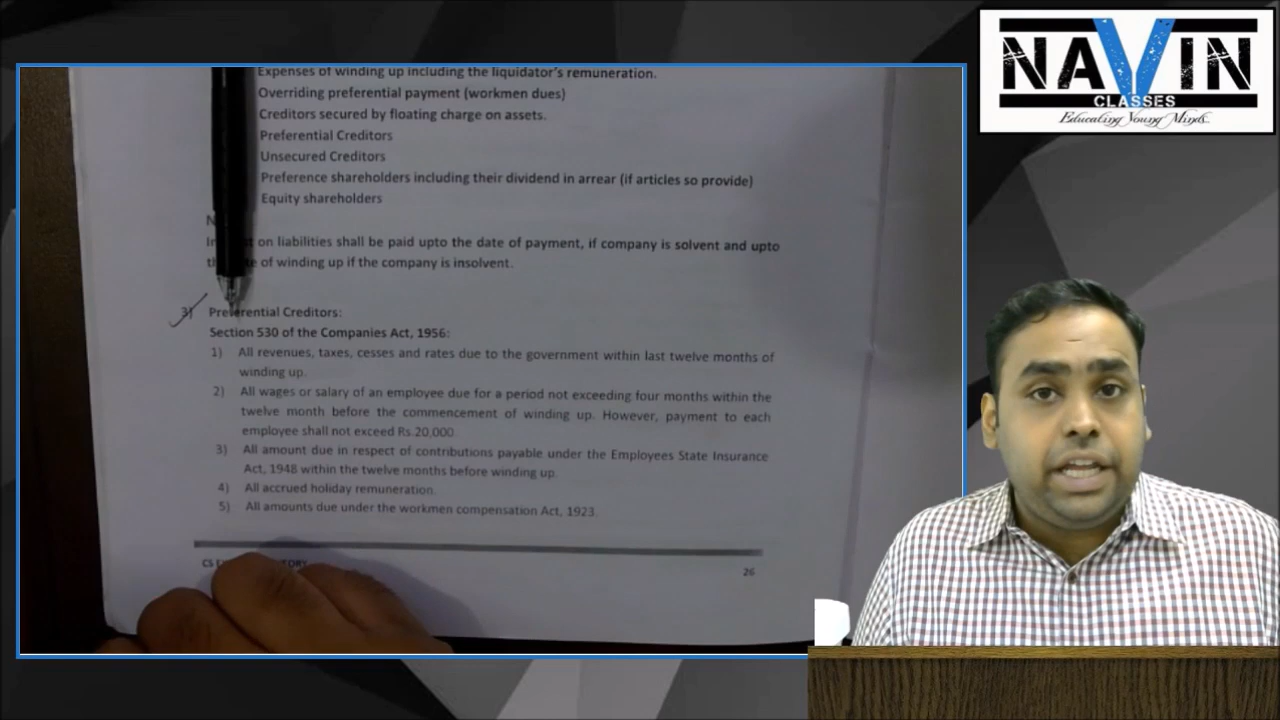 NAVIN
CLASSES
Educating Young Minds
Expenses of winding up including the liquidator's remuneration.
Overriding preferential payment (workmen dues)
Creditors secured by floating charge on assets.
Preferential Creditors
Unsecured Creditors
Preference shareholders including their dividend in arrear (if articles so provide)
Equity shareholders
on liabilities shall be paid upto the date of payment, if company is solvent and upto
of winding up if the company is insolvent.
3) Preferential Creditors:
Section 530 of the Companies Act, 1956:
1) All revenues, taxes, cesses and rates due to the government within last twelve months of
winding up.
2) All wages or salary of an employee due for a period not exceeding four months within the
twelve month before the commencement of winding up. However, payment to each
employee shall not exceed Rs.20,000.
3) All amount due in respect of contributions payable under the Employees State Insurance
Act, 1948 within the twelve months before winding up.
4) All accrued holiday remuneration.
5) All amounts due under the workmen compensation Act, 1923.
CS
26